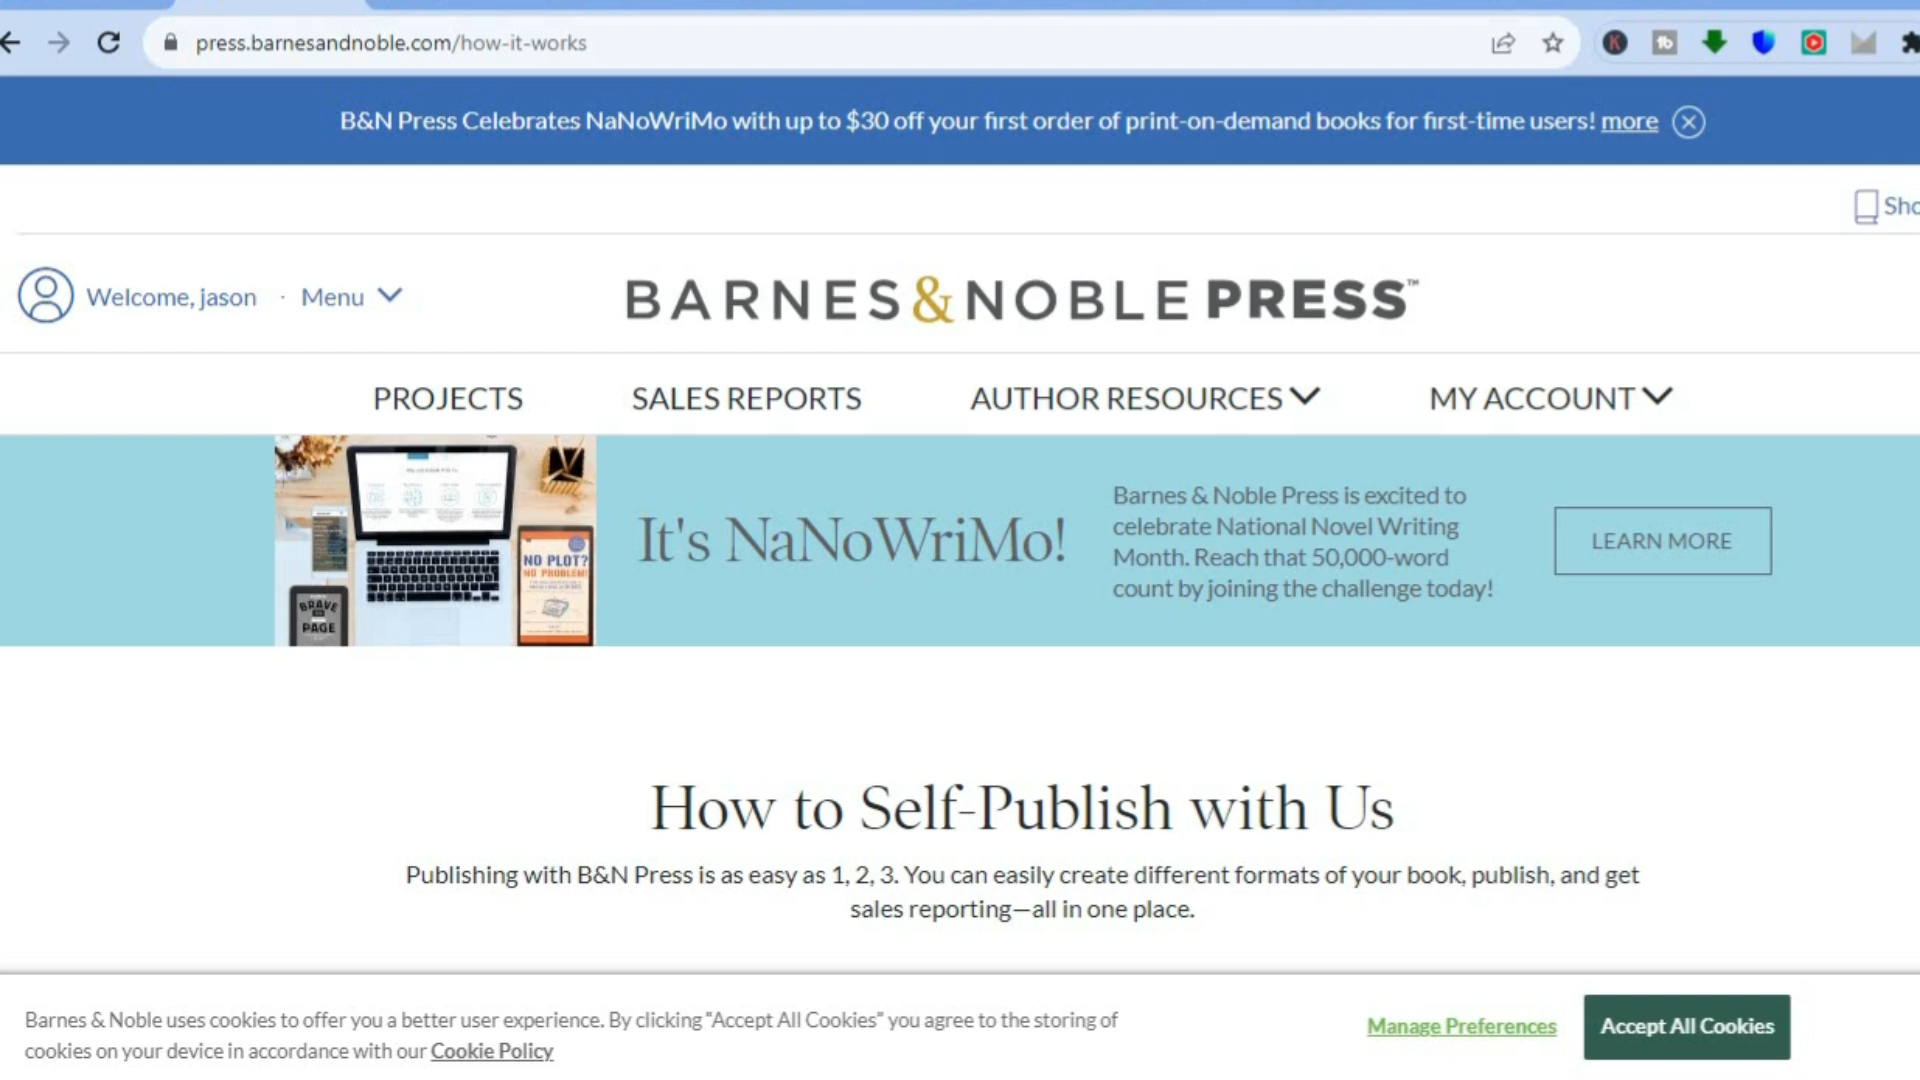 press.barnesandnoble.com/how-it-works
B&N Press Celebrates NaNoWriMo with up to $30 off your first order of print-on-demand books for first-time users! more
Welcome, jason · Menu
BARNES & NOBLE PRESS™
PROJECTS SALES REPORTS AUTHOR RESOURCES MY ACCOUNT
NO PLOT?
NO PROBLEM!
BRAVE
PAGE
It's NaNoWriMo!
Barnes & Noble Press is excited to
celebrate National Novel Writing
Month. Reach that 50,000-word
count by joining the challenge today!
LEARN MORE
How to Self-Publish with Us
Publishing with B&N Press is as easy as 1, 2, 3. You can easily create different formats of your book, publish, and get
sales reporting—all in one place.
Barnes & Noble uses cookies to offer you a better user experience. By clicking "Accept All Cookies" you agree to the storing of
cookies on your device in accordance with our Cookie Policy
Manage Preferences
Accept All Cookies